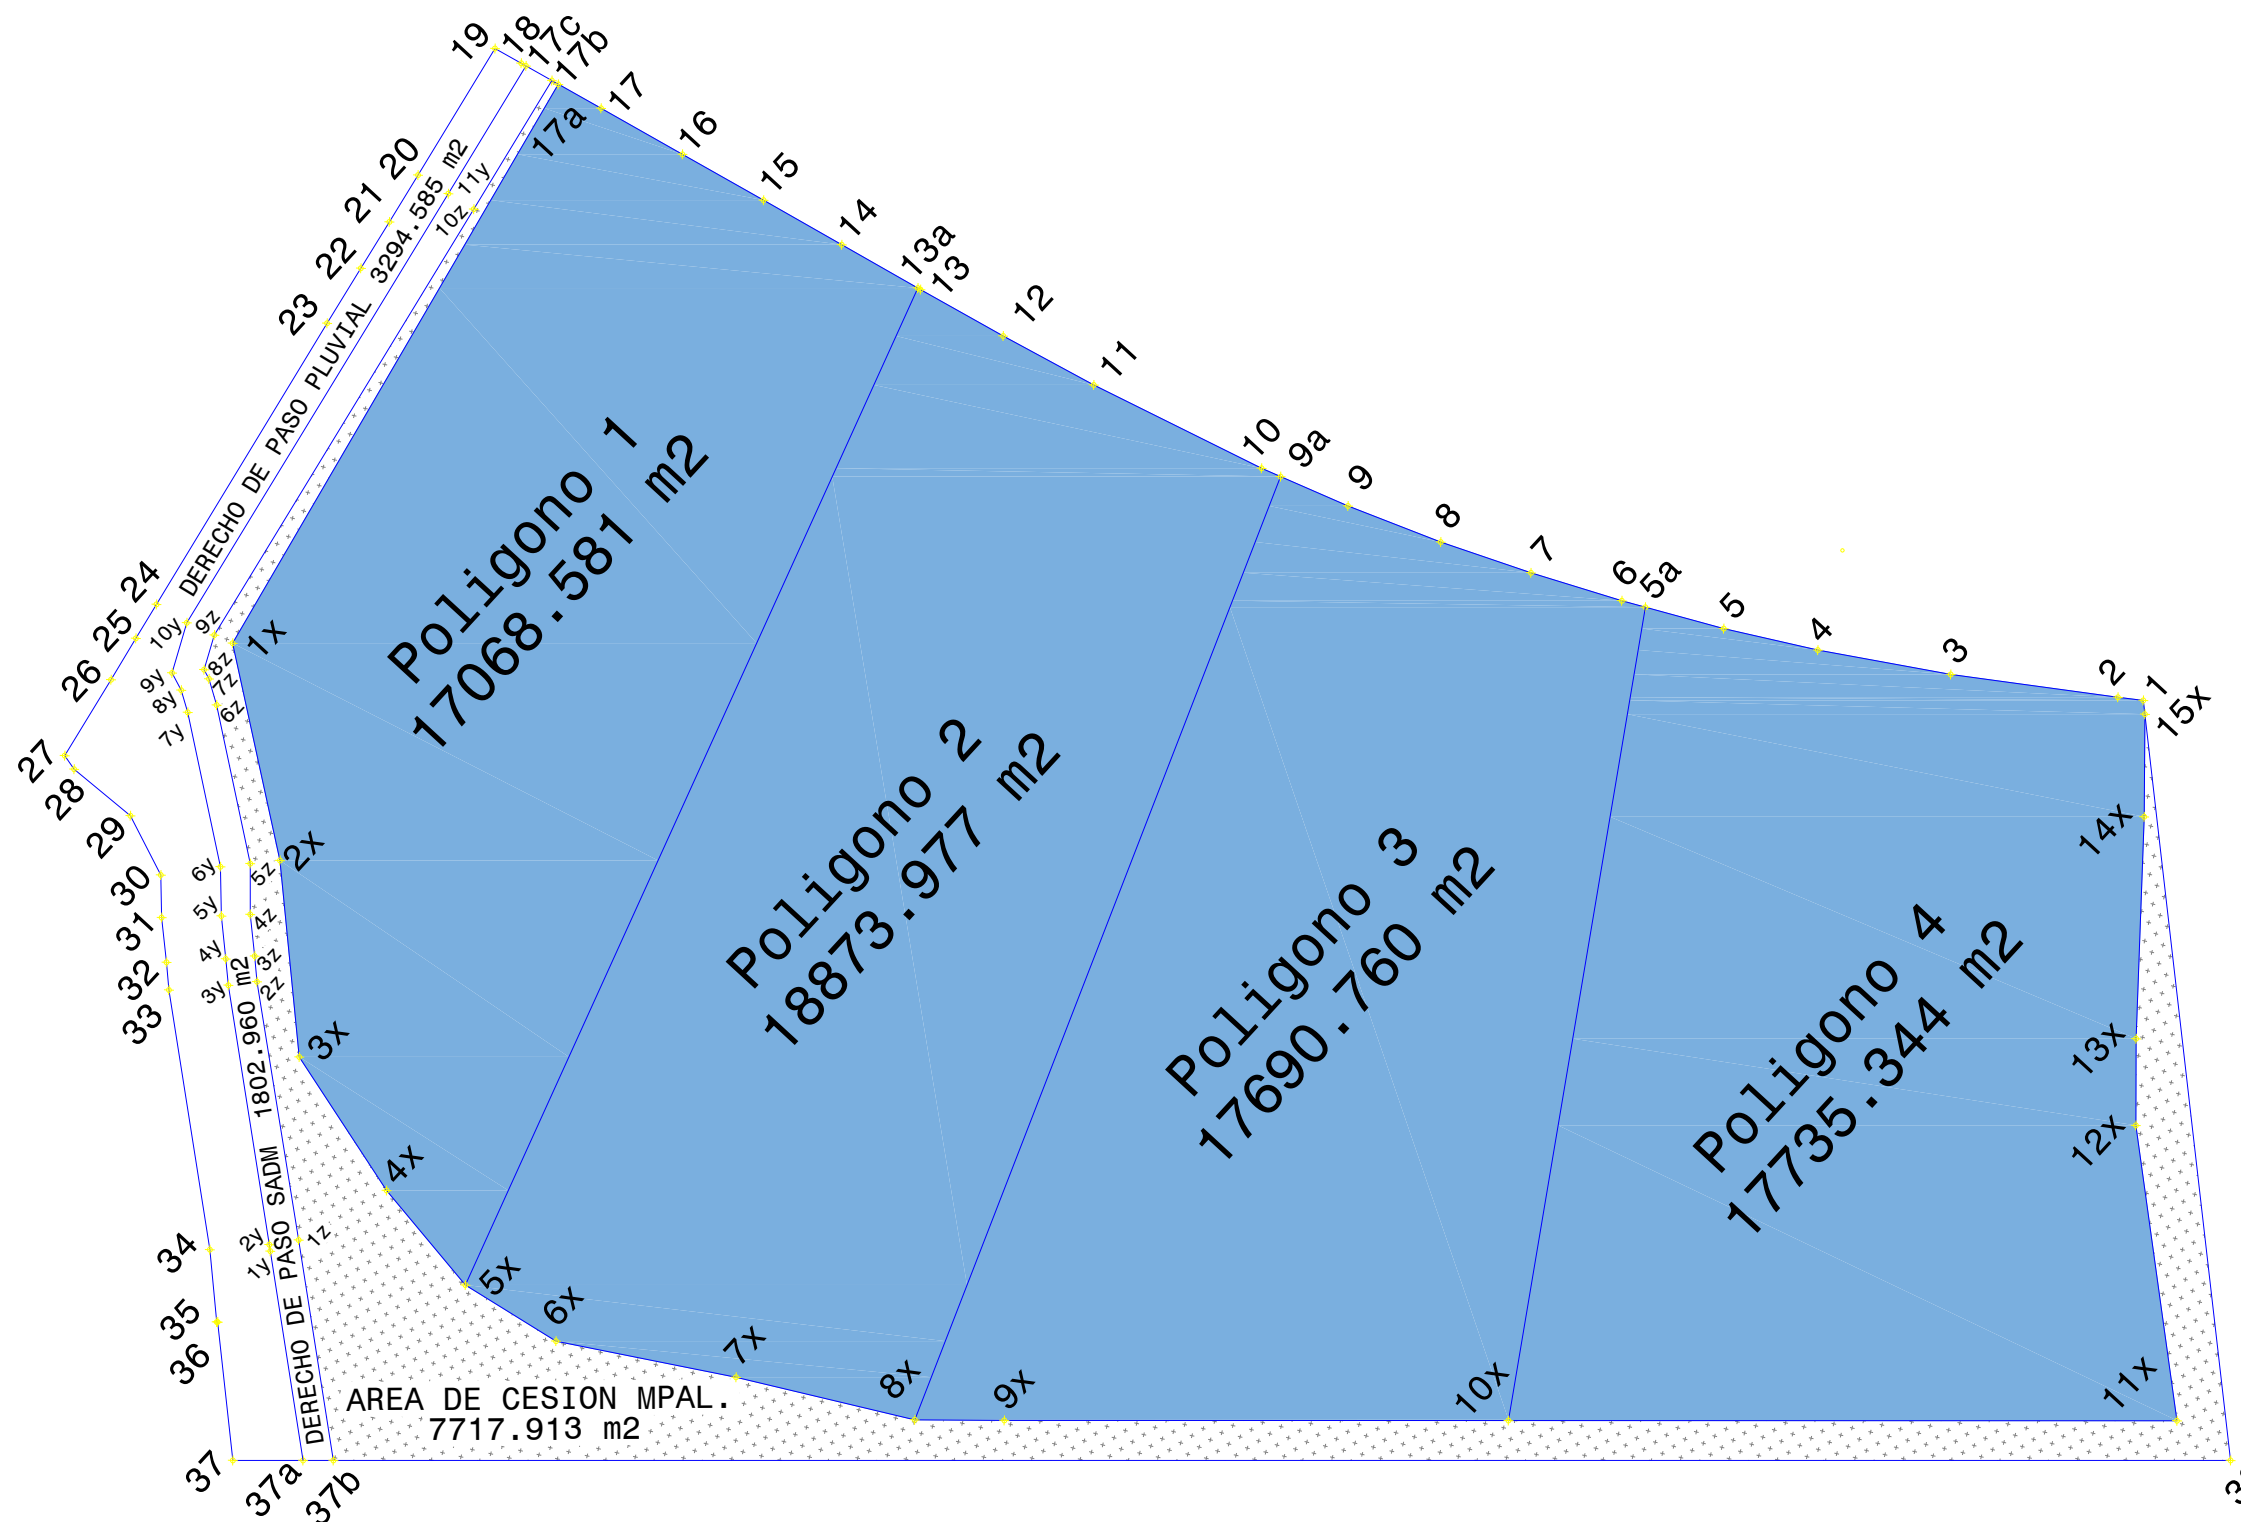 19
18
17c
17b
17
17a
16
15
14
13a
13
12
11
10
9a
9
8
7
6
5a
5
4
3
2
1
15x
14x
13x
12x
11x
10x
9x
8x
7x
6x
5x
4x
3x
2x
1x
20
21
22
23
24
25
26
27
28
29
30
31
32
33
34
35
36
37
37a
37b
11y
10z
10y
9z
9y
8z
8y
7z
7y
6z
6y
5z
5y
4z
4y
3z
3y
2z
2y
1z
1y
DERECHO DE PASO PLUVIAL 3294.585 m2
DERECHO DE PASO SADM 1802.960 m2
Poligono 1
17068.581 m2
Poligono 2
18873.977 m2
Poligono 3
17690.760 m2
Poligono 4
17735.344 m2
AREA DE CESION MPAL.
7717.913 m2